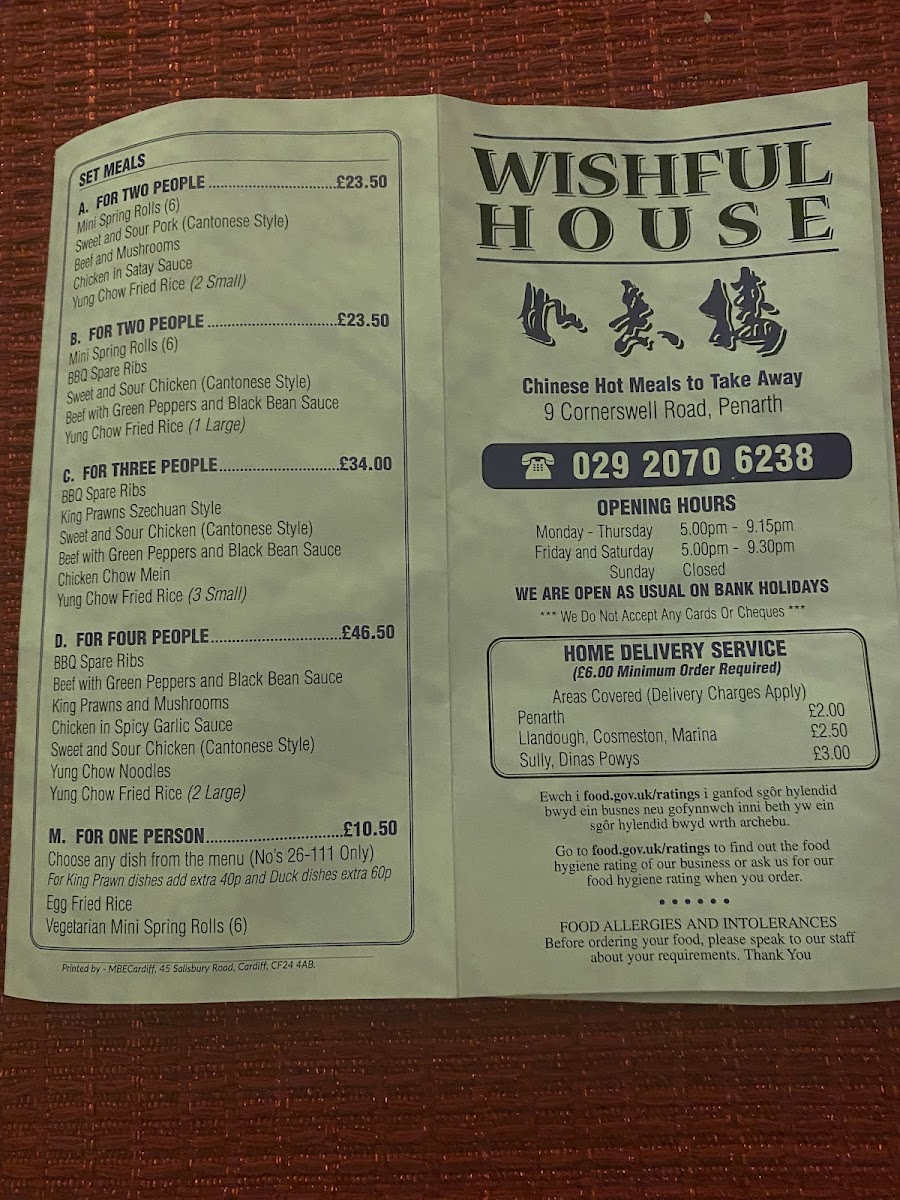 SET MEALS
A. FOR TWO PEOPLE..............................£23.50
Mini Spring Rolls (6)
Sweet and Sour Pork (Cantonese Style)
Beef and Mushrooms
Chicken in Satay Sauce
Yung Chow Fried Rice (2 Small)
B. FOR TWO PEOPLE..............................£23.50
Mini Spring Rolls (6)
BBQ Spare Ribs
Sweet and Sour Chicken (Cantonese Style)
Beef with Green Peppers and Black Bean Sauce
Yung Chow Fried Rice (1 Large)
C. FOR THREE PEOPLE............................£34.00
BBQ Spare Ribs
King Prawns Szechuan Style
Sweet and Sour Chicken (Cantonese Style)
Beef with Green Peppers and Black Bean Sauce
Chicken Chow Mein
Yung Chow Fried Rice (3 Small)
D. FOR FOUR PEOPLE..............................£46.50
BBQ Spare Ribs
Beef with Green Peppers and Black Bean Sauce
King Prawns and Mushrooms
Chicken in Spicy Garlic Sauce
Sweet and Sour Chicken (Cantonese Style)
Yung Chow Noodles
Yung Chow Fried Rice (2 Large)
M. FOR ONE PERSON..............................£10.50
Choose any dish from the menu (No's 26-111 Only)
For King Prawn dishes add extra 40p and Duck dishes extra 60p
Egg Fried Rice
Vegetarian Mini Spring Rolls (6)
Printed by - MBECardiff, 45 Salisbury Road, Cardiff, CF24 4AB.
WISHFUL
HOUSE
如意樓
Chinese Hot Meals to Take Away
9 Cornerswell Road, Penarth
029 2070 6238
OPENING HOURS
Monday - Thursday 5.00pm - 9.15pm
Friday and Saturday 5.00pm - 9.30pm
Sunday Closed
WE ARE OPEN AS USUAL ON BANK HOLIDAYS
*** We Do Not Accept Any Cards Or Cheques ***
HOME DELIVERY SERVICE
(£6.00 Minimum Order Required)
Areas Covered (Delivery Charges Apply)
Penarth £2.00
Llandough, Cosmeston, Marina £2.50
Sully, Dinas Powys £3.00
Ewch i food.gov.uk/ratings i ganfod sgôr hylendid
bwyd ein busnes neu gofynnwch inni beth yw ein
sgôr hylendid bwyd wrth archebu.
Go to food.gov.uk/ratings to find out the food
hygiene rating of our business or ask us for our
food hygiene rating when you order.
• • • • • •
FOOD ALLERGIES AND INTOLERANCES
Before ordering your food, please speak to our staff
about your requirements. Thank You